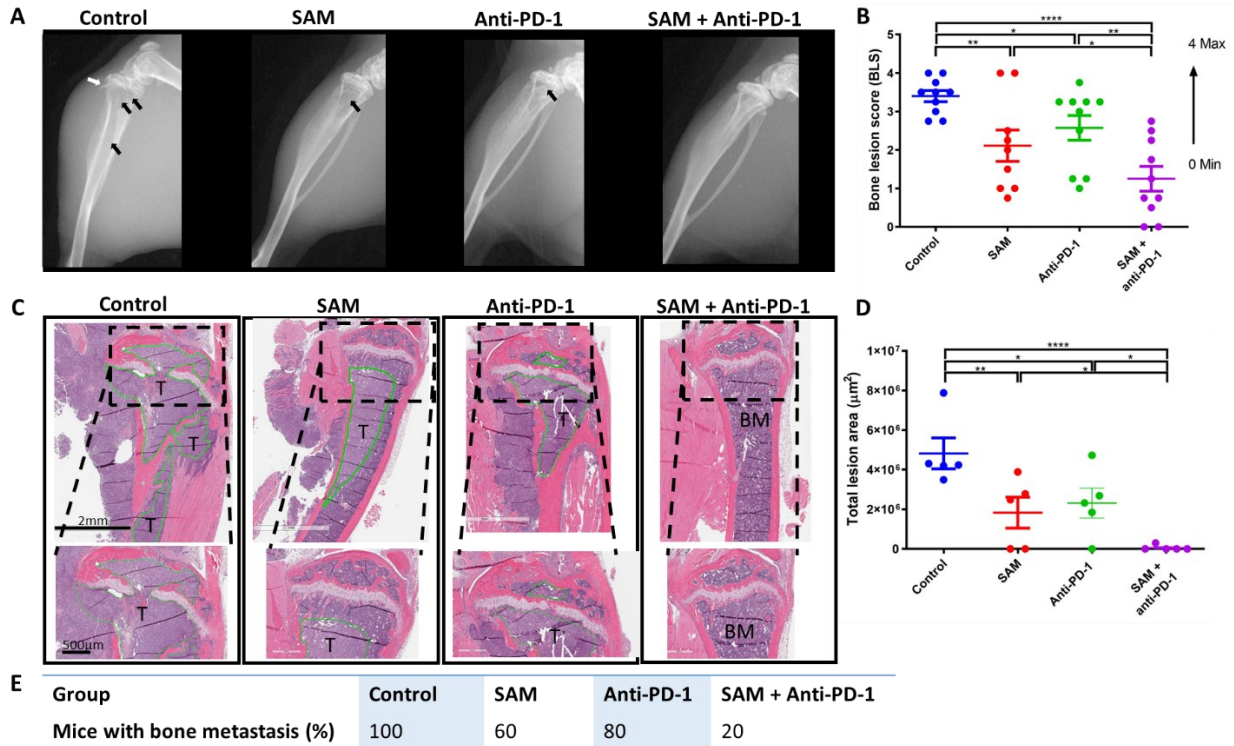 A
Control
SAM
Anti-PD-1
SAM + Anti-PD-1
B
****
*
**
**
*
Bone lesion score (BLS)
5
4
3
2
1
0
4 Max
0 Min
Control
SAM
Anti-PD-1
SAM +
anti-PD-1
C
Control
SAM
Anti-PD-1
SAM + Anti-PD-1
T
T
T
T
BM
2mm
T
T
T
BM
500µm
D
****
*
*
**
*
Total lesion area (µm²)
1×10⁷
8×10⁶
6×10⁶
4×10⁶
2×10⁶
0
Control
SAM
Anti-PD-1
SAM +
anti-PD-1
E
Group Control SAM Anti-PD-1 SAM + Anti-PD-1
Mice with bone metastasis (%) 100 60 80 20